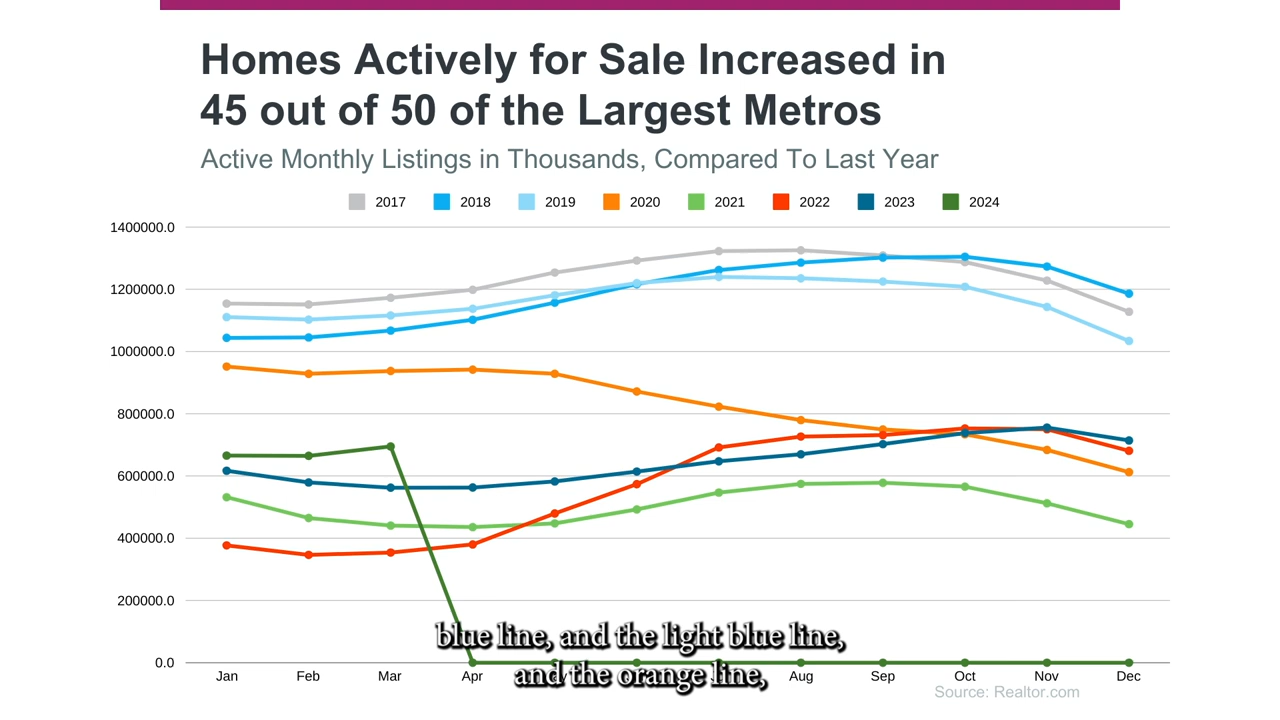 Homes Actively for Sale Increased in
45 out of 50 of the Largest Metros
Active Monthly Listings in Thousands, Compared To Last Year
2017 2018 2019 2020 2021 2022 2023 2024
1400000.0
1200000.0
1000000.0
800000.0
600000.0
400000.0
200000.0
0.0
blue line, and the light blue line,
and the orange line,
Jan Feb Mar Apr Aug Sep Oct Nov Dec
Source: Realtor.com